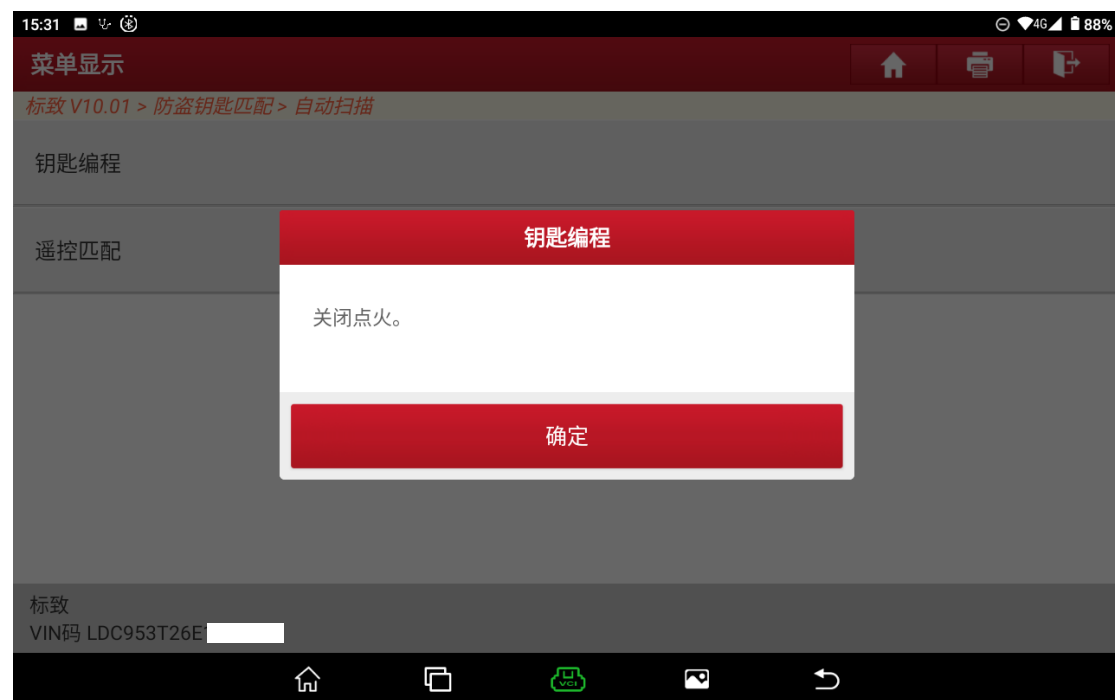 15:31 4G 88%
菜单显示
标致 V10.01 > 防盗钥匙匹配 > 自动扫描
钥匙编程
遥控匹配
钥匙编程
关闭点火。
确定
标致
VIN码 LDC953T26E
VCI